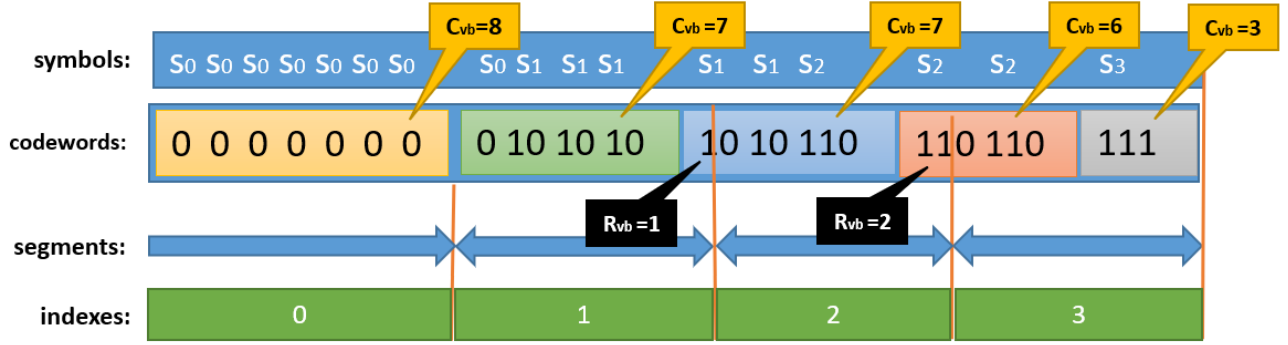 Cvb=8 Cvb=7 Cvb=7 Cvb=6 Cvb=3
symbols: S0 S0 S0 S0 S0 S0 S0 S0 S1 S1 S1 S1 S1 S2 S2 S2 S3
codewords: 0 0 0 0 0 0 0 0 10 10 10 10 10 110 110 110 111
Rvb=1 Rvb=2
segments:
indexes: 0 1 2 3